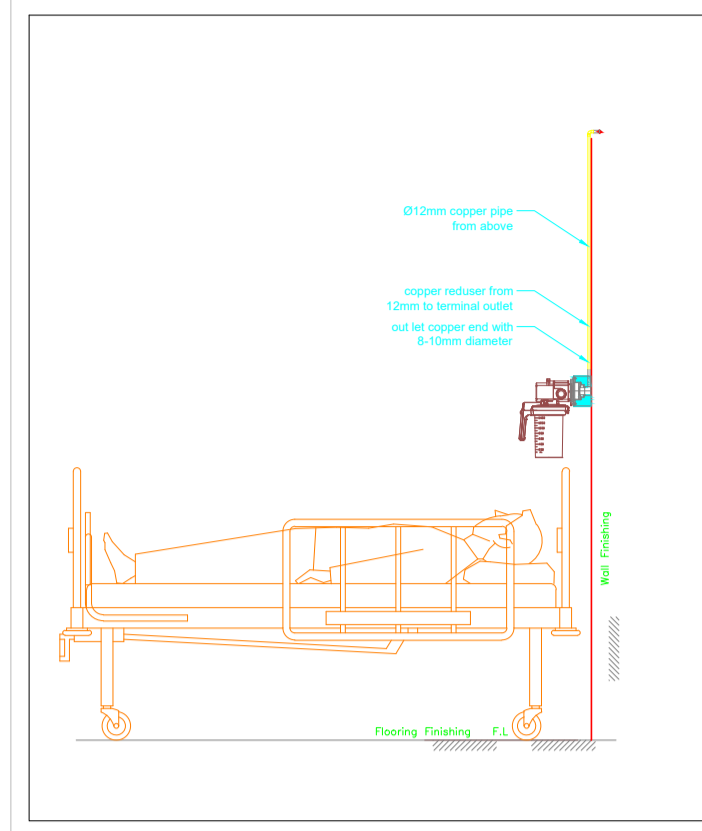 Ø12mm copper pipe
from above
copper reduser from
12mm to terminal outlet
out let copper end with
8-10mm diameter
Wall Finishing
Flooring Finishing F.L